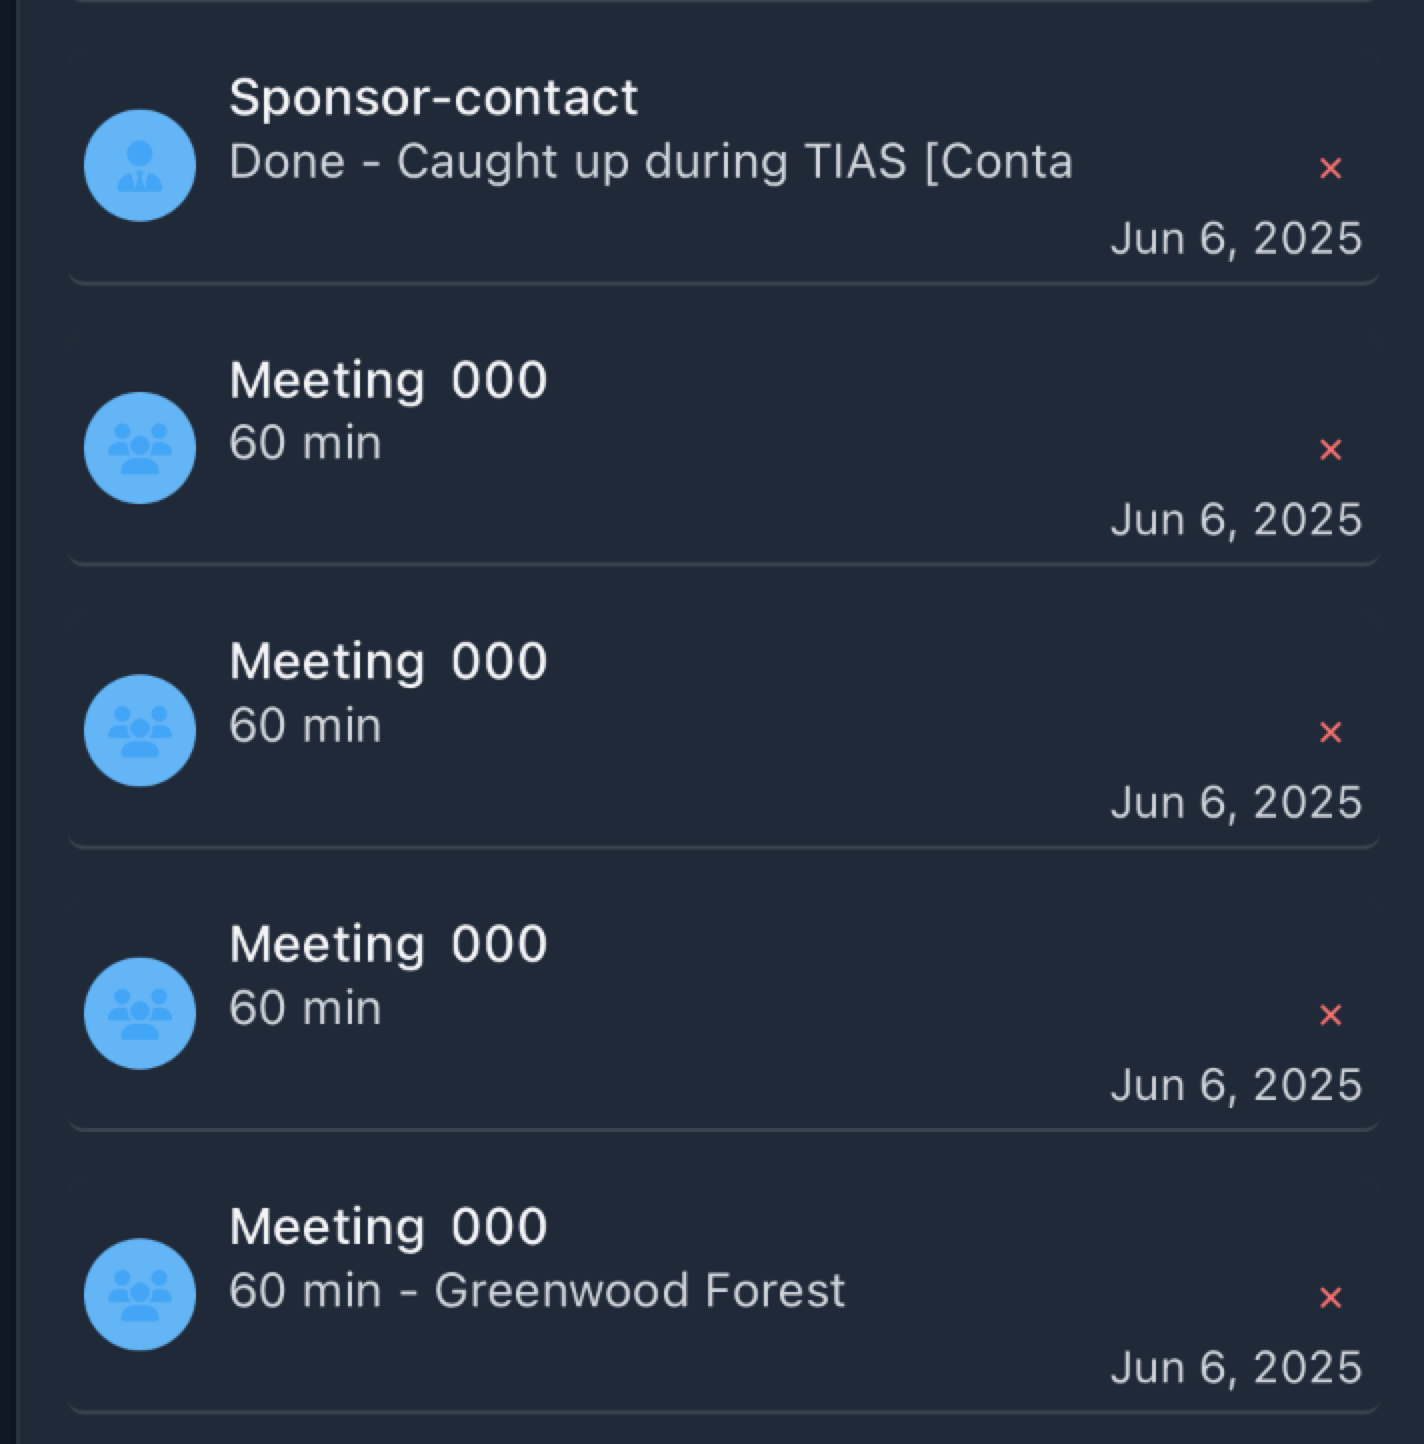 Sponsor-contact
Done - Caught up during TIAS [Conta
×
Jun 6, 2025
Meeting 000
60 min
×
Jun 6, 2025
Meeting 000
60 min
×
Jun 6, 2025
Meeting 000
60 min
×
Jun 6, 2025
Meeting 000
60 min - Greenwood Forest
×
Jun 6, 2025